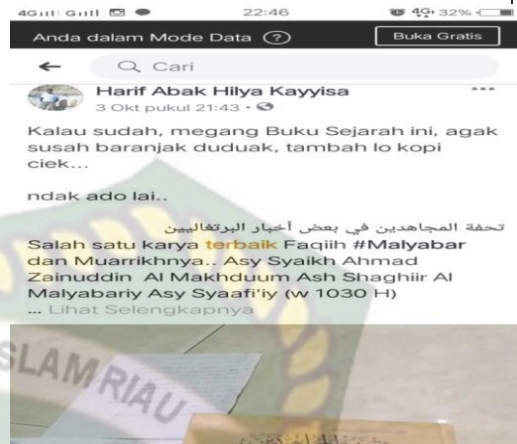 4G 22:46 4G 32%
Anda dalam Mode Data ? Buka Gratis
Cari
Harif Abak Hilya Kayyisa
3 Okt pukul 21:43 ·
Kalau sudah, megang Buku Sejarah ini, agak
susah baranjak duduak, tambah lo kopi
ciek...
ndak ado lai..
تحفة المجاهدين في بعض أخبار البرتغاليين
Salah satu karya terbaik Faqiih #Malyabar
dan Muarrikhnya.. Asy Syaikh Ahmad
Zainuddin Al Makhduum Ash Shaghiir Al
Malyabariy Asy Syaafi'iy (w 1030 H)
... Lihat Selengkapnya
SLAM RIAU